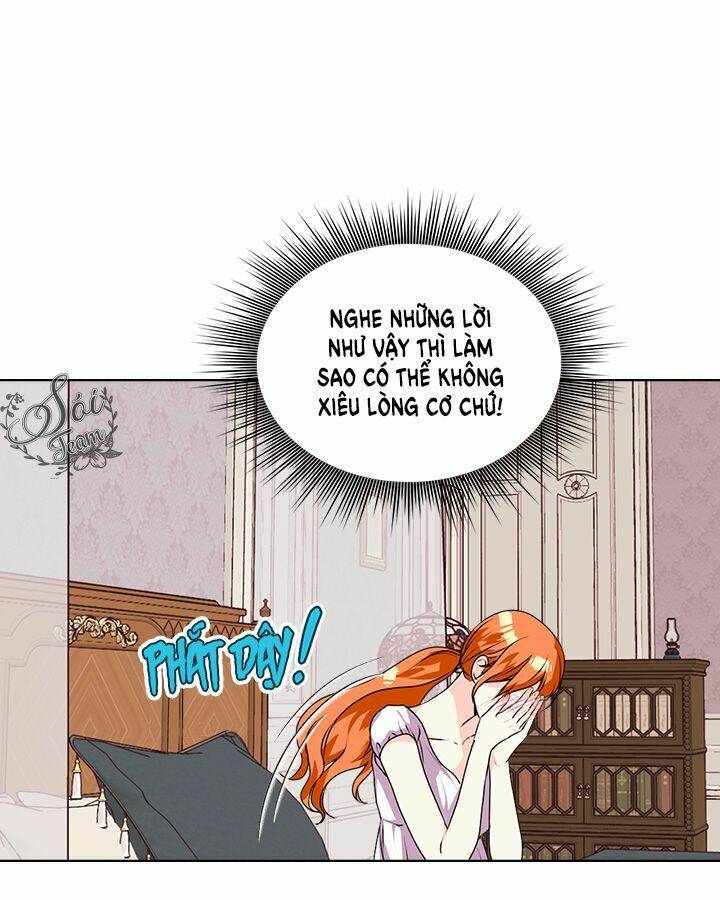 NGHE NHỮNG LỜI
NHƯ VẬY THÌ LÀM
SAO CÓ THỂ KHÔNG
XIÊU LÒNG CƠ CHỨ!
Sói
Team
PHẮT DẬY!